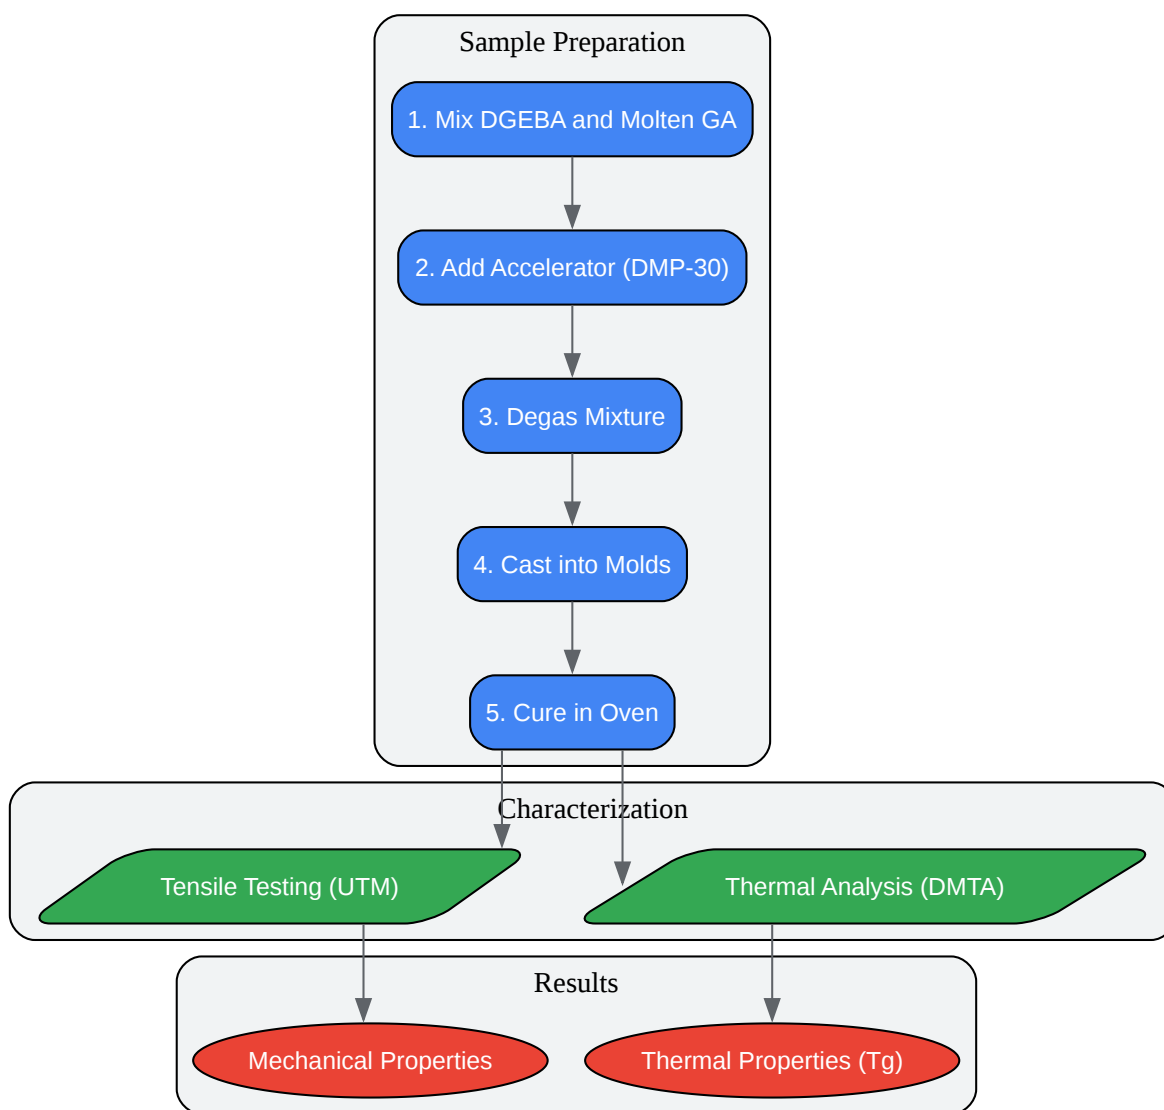 Sample Preparation
1. Mix DGEBA and Molten GA
2. Add Accelerator (DMP-30)
3. Degas Mixture
4. Cast into Molds
5. Cure in Oven
Characterization
Tensile Testing (UTM)
Thermal Analysis (DMTA)
Results
Mechanical Properties
Thermal Properties (Tg)